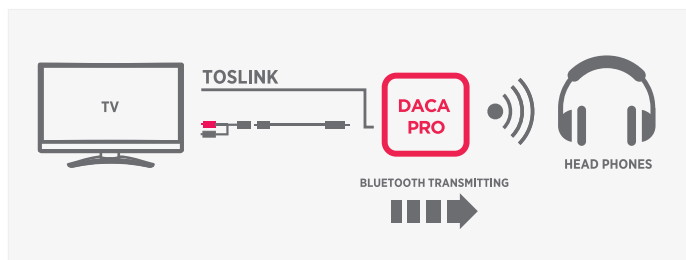 TV
TOSLINK
DACA
PRO
HEAD PHONES
BLUETOOTH TRANSMITTING